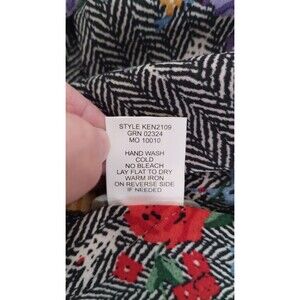 STYLE KEN2109
GRN 02324
MO 10010
HAND WASH
COLD
NO BLEACH
LAY FLAT TO DRY
WARM IRON
ON REVERSE SIDE
IF NEEDED